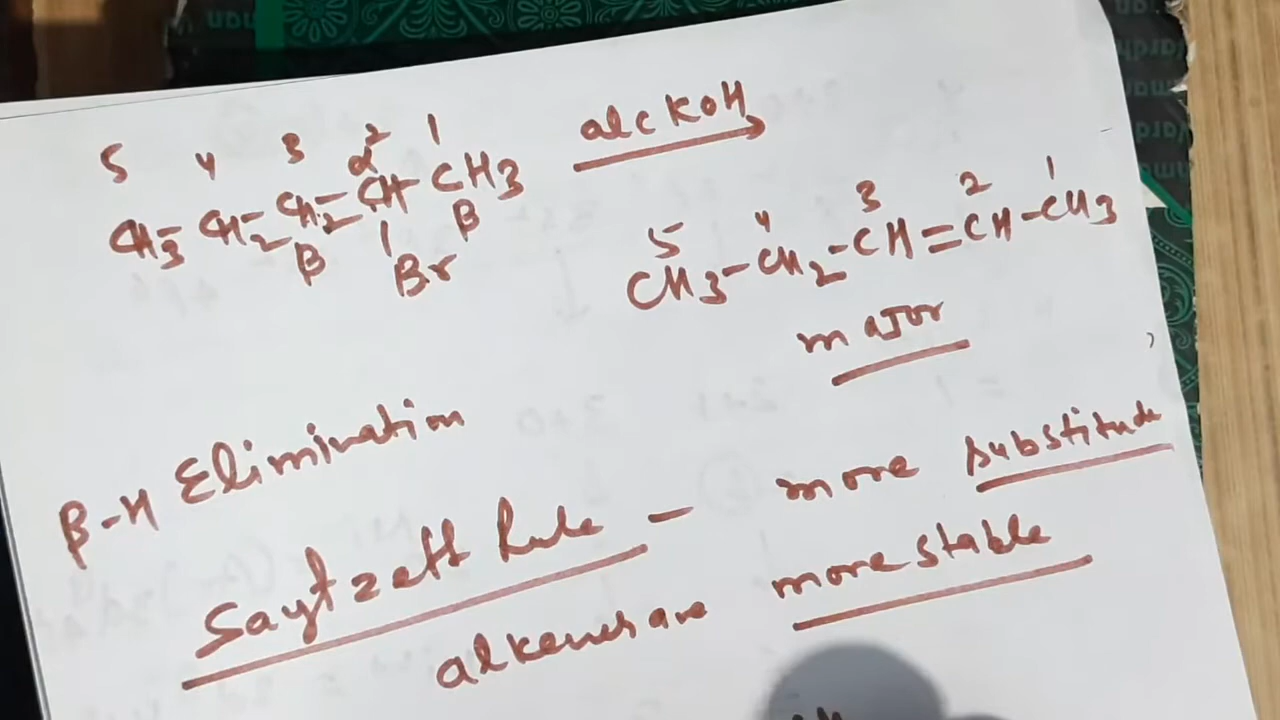 5 4 3 2 1
α
CH3-CH2-CH2-CH-CH3
β | β
Br
alc KOH
5 4 3 2 1
CH3-CH2-CH=CH-CH3
major
β-H Elimination
Saytzeff Rule - more substitude
alkenes are more stable